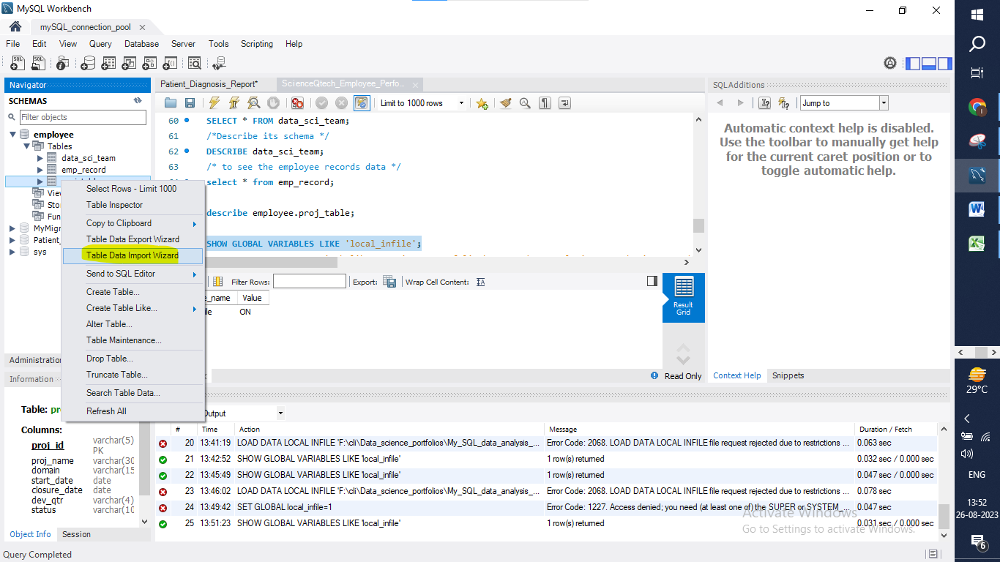 MySQL Workbench
mySQL_connection_pool
File Edit View Query Database Server Tools Scripting Help
Navigator
SCHEMAS
Filter objects
employee
Tables
data_sci_team
emp_record
MyMigr
Patient_
sys
Administration
Information
Table:
Columns:
proj_id varchar(5) PK
proj_name varchar(30
domain varchar(15
start_date date
closure_date date
dev_qtr varchar(4)
status varchar(10
Object Info Session
Query Completed
Select Rows - Limit 1000
Table Inspector
Copy to Clipboard
Table Data Export Wizard
Table Data Import Wizard
Send to SQL Editor
Create Table...
Create Table Like...
Alter Table...
Table Maintenance...
Drop Table...
Truncate Table...
Search Table Data...
Refresh All
Patient_Diagnosis_Report*
ScienceQtech_Employee_Perfo...
Limit to 1000 rows
60 SELECT * FROM data_sci_team;
61 /*Describe its schema */
62 DESCRIBE data_sci_team;
63 /* to see the employee records data */
select * from emp_record;
describe employee.proj_table;
SHOW GLOBAL VARIABLES LIKE 'local_infile';
Filter Rows: Export: Wrap Cell Content:
e_name Value
ile ON
Result
Grid
Read Only
SQLAdditions
Jump to
Automatic context help is disabled.
Use the toolbar to manually get help
for the current caret position or to
toggle automatic help.
Context Help Snippets
Output
# Time Action Message Duration / Fetch
20 13:41:19 LOAD DATA LOCAL INFILE 'F:\cli\Data_science_portfolios\My_SQL_data_analysis_... Error Code: 2068. LOAD DATA LOCAL INFILE file request rejected due to restrictions ... 0.063 sec
21 13:42:52 SHOW GLOBAL VARIABLES LIKE 'local_infile' 1 row(s) returned 0.032 sec / 0.000 sec
22 13:45:49 SHOW GLOBAL VARIABLES LIKE 'local_infile' 1 row(s) returned 0.047 sec / 0.000 sec
23 13:46:02 LOAD DATA LOCAL INFILE 'F:\cli\Data_science_portfolios\My_SQL_data_analysis_... Error Code: 2068. LOAD DATA LOCAL INFILE file request rejected due to restrictions ... 0.078 sec
24 13:49:42 SET GLOBAL local_infile=1 Error Code: 1227. Access denied; you need (at least one of) the SUPER or SYSTEM_... 0.047 sec
25 13:51:23 SHOW GLOBAL VARIABLES LIKE 'local_infile' 1 row(s) returned 0.031 sec / 0.000 sec
Activate Windows
Go to Settings to activate Windows.
29°C
ENG
13:52
26-08-2023
6